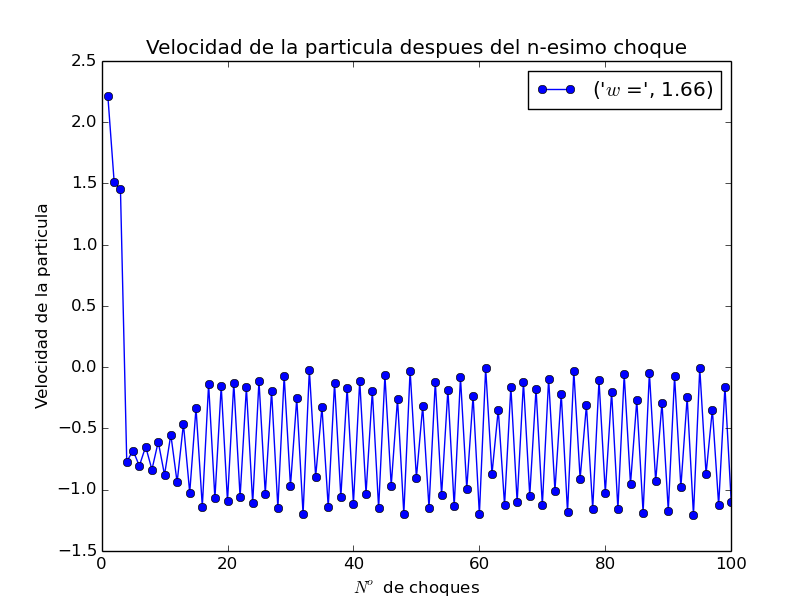 Velocidad de la particula despues del n-esimo choque
('w =', 1.66)
2.5
2.0
1.5
1.0
0.5
0.0
−0.5
−1.0
−1.5
Velocidad de la particula
0 20 40 60 80 100
Nº de choques